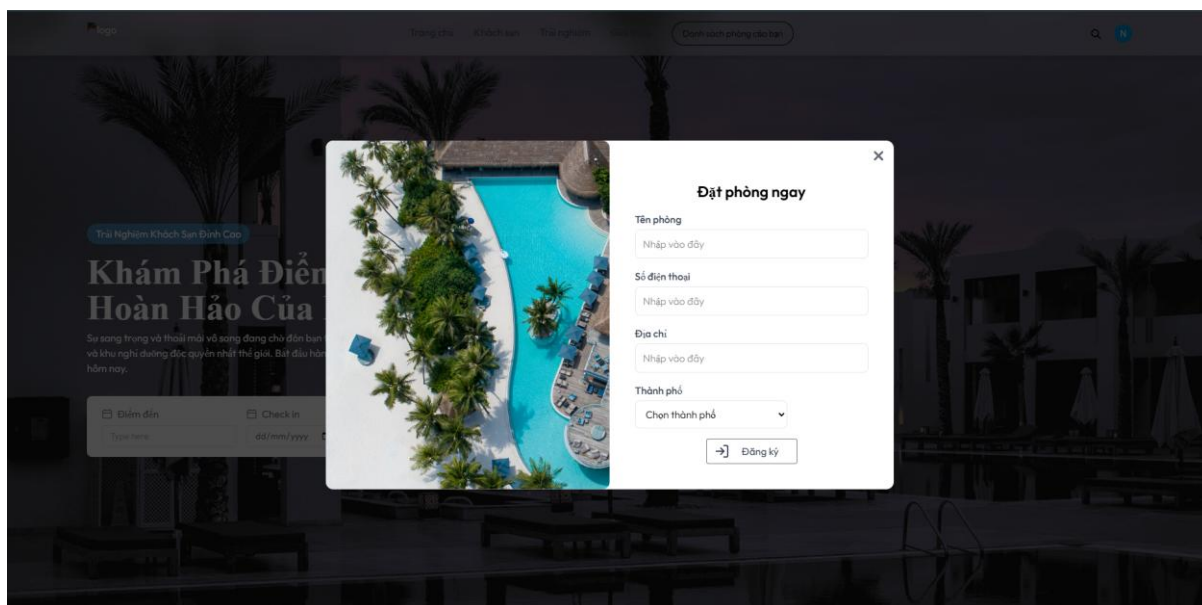 logo
Trang chủ Khách sạn Trải nghiệm Danh sách phòng của bạn N
Trải Nghiệm Khách Sạn Đỉnh Cao
Khám Phá Điểm
Hoàn Hảo Của
Sự sang trọng và thoải mái vô song đang chờ đón bạn
và khu nghỉ dưỡng độc quyền nhất thế giới. Bắt đầu hàn
hôm nay.
Điểm đến Check in
Type here dd/mm/yyyy
Đặt phòng ngay
Tên phòng
Nhập vào đây
Số điện thoại
Nhập vào đây
Địa chỉ
Nhập vào đây
Thành phố
Chọn thành phố
Đăng ký